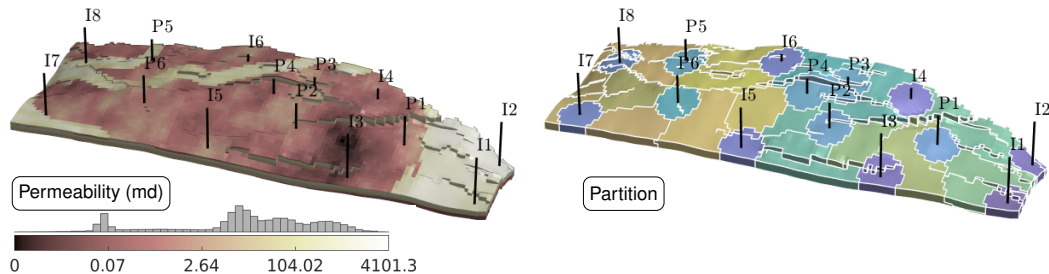 I8
P5
I6
I7
P6
P4
P3
I4
I5
P2
P1
I2
I3
I1
Permeability (md)
0
0.07
2.64
104.02
4101.3
I8
P5
I6
I7
P6
P4
P3
I4
I5
P2
P1
I2
I3
I1
Partition